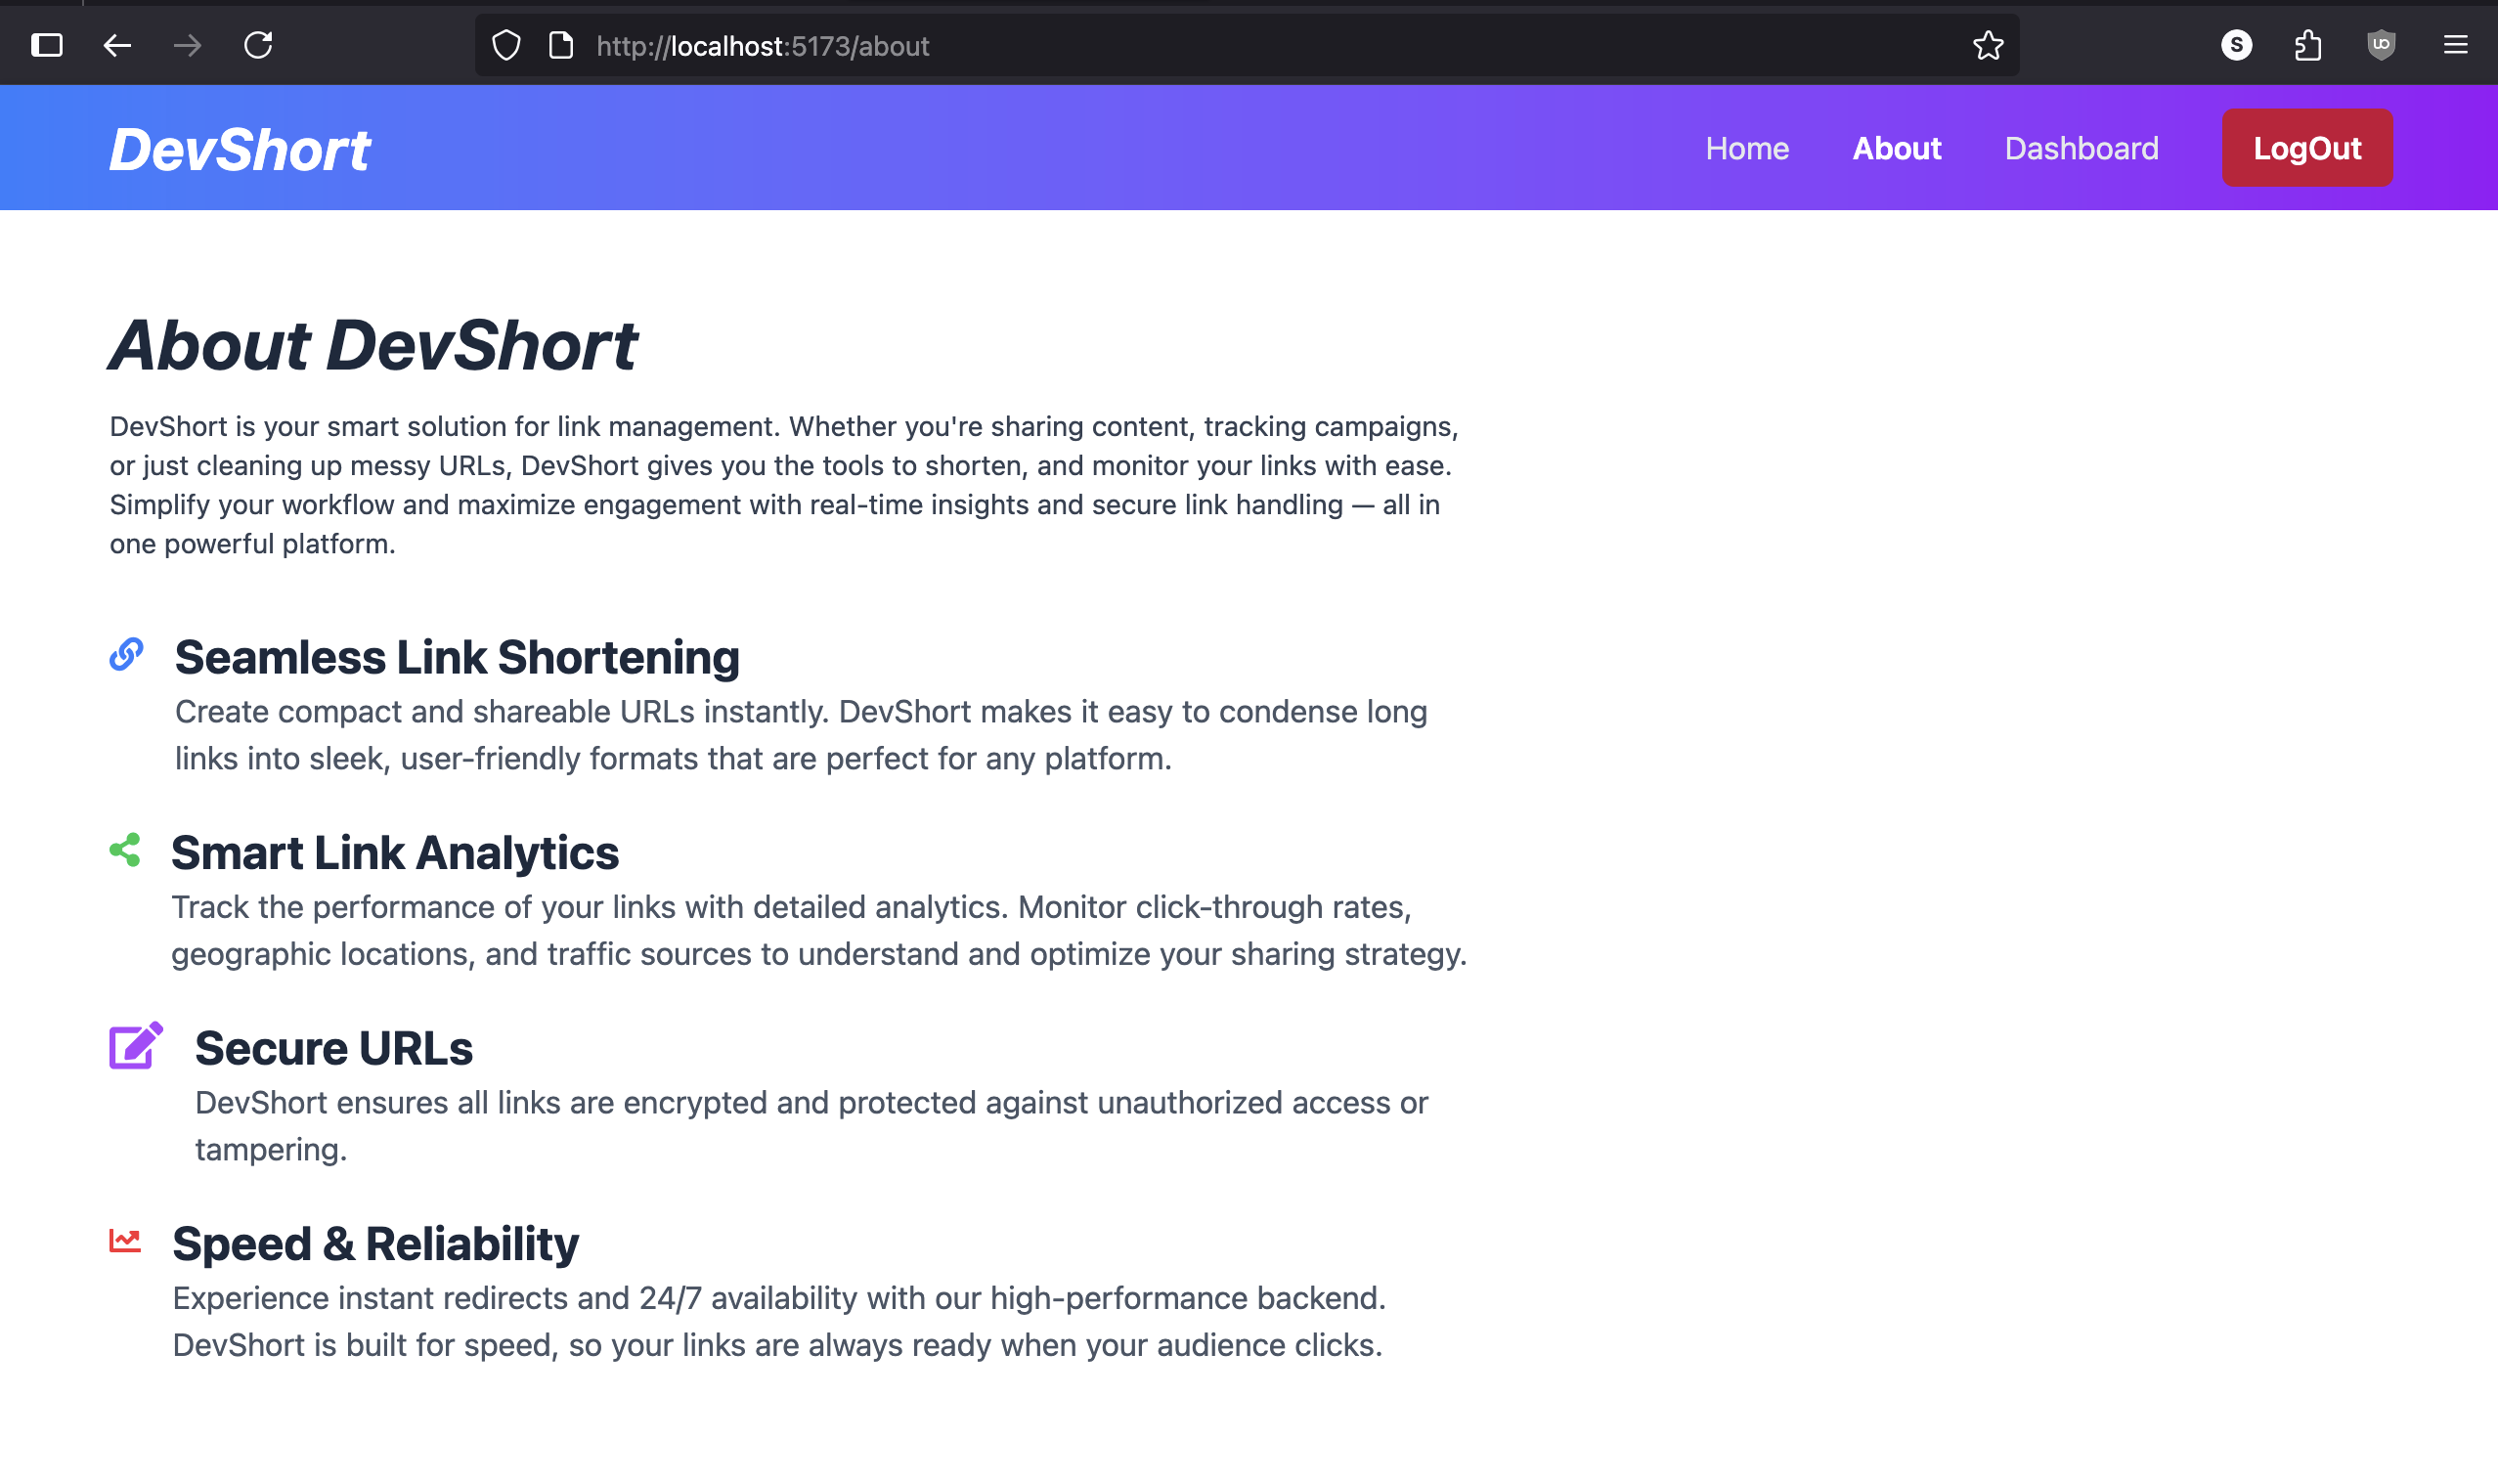 http://localhost:5173/about
S
DevShort
Home
About
Dashboard
LogOut
About DevShort
DevShort is your smart solution for link management. Whether you're sharing content, tracking campaigns,
or just cleaning up messy URLs, DevShort gives you the tools to shorten, and monitor your links with ease.
Simplify your workflow and maximize engagement with real-time insights and secure link handling — all in
one powerful platform.
Seamless Link Shortening
Create compact and shareable URLs instantly. DevShort makes it easy to condense long
links into sleek, user-friendly formats that are perfect for any platform.
Smart Link Analytics
Track the performance of your links with detailed analytics. Monitor click-through rates,
geographic locations, and traffic sources to understand and optimize your sharing strategy.
Secure URLs
DevShort ensures all links are encrypted and protected against unauthorized access or
tampering.
Speed & Reliability
Experience instant redirects and 24/7 availability with our high-performance backend.
DevShort is built for speed, so your links are always ready when your audience clicks.